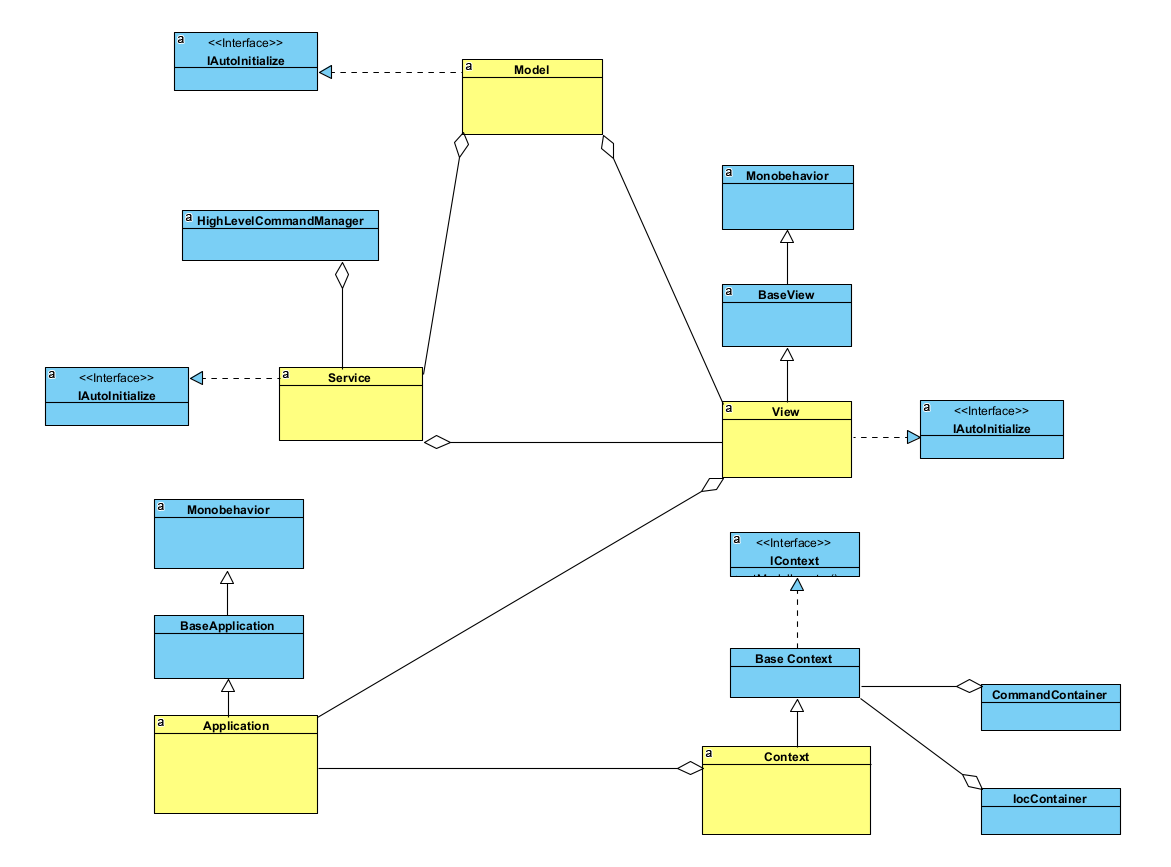 a
<<Interface>>
IAutoInitialize
a
Model
a
Monobehavior
a
HighLevelCommandManager
a
BaseView
a
<<Interface>>
IAutoInitialize
a
Service
a
View
a
<<Interface>>
IAutoInitialize
a
Monobehavior
a
<<Interface>>
IContext
BaseApplication
Base Context
CommandContainer
a
Application
a
Context
IocContainer